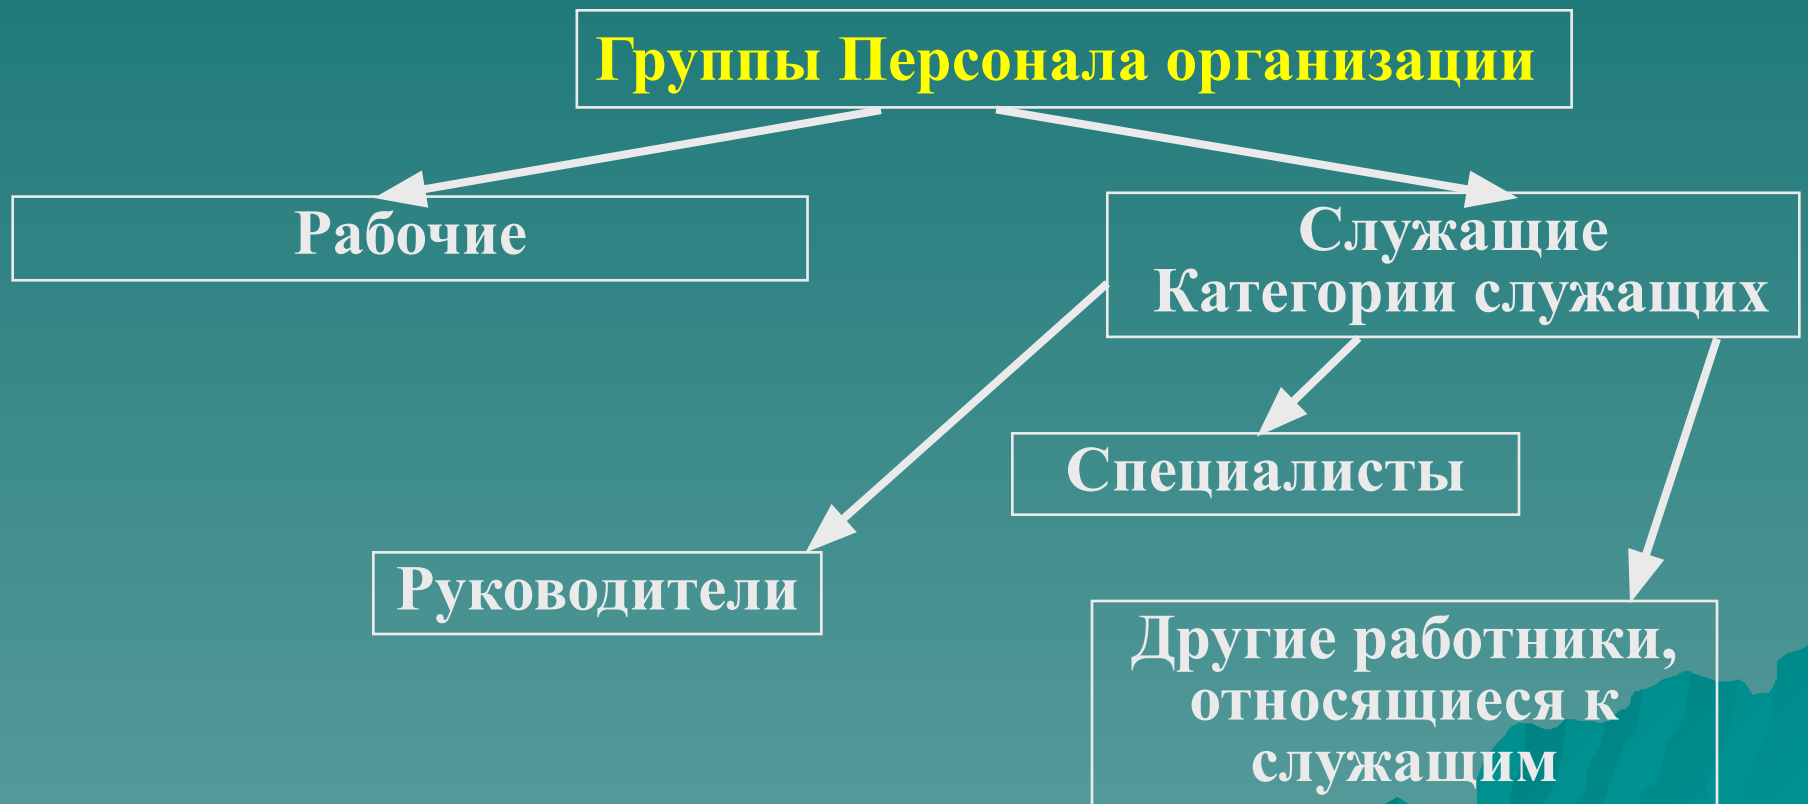 Группы Персонала организации
Рабочие
Служащие
Категории служащих
Специалисты
Руководители
Другие работники,
относящиеся к
служащим